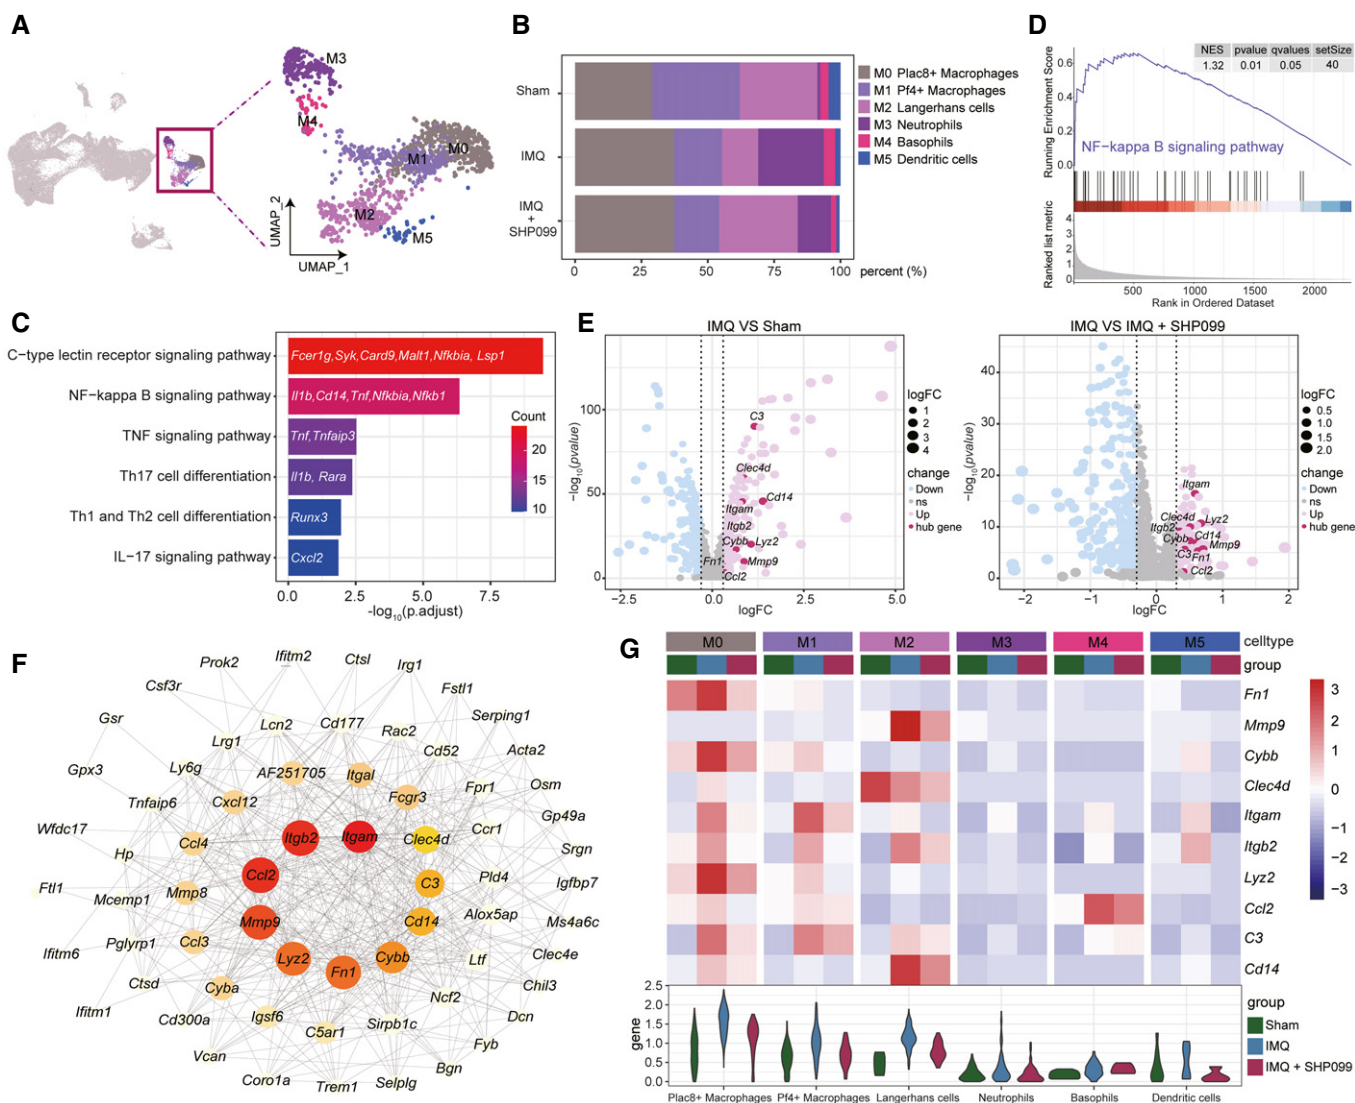 A
M3
M4
M0
M1
M2
M5
UMAP_2
UMAP_1
B
Sham
IMQ
IMQ
+
SHP099
0
25
50
75
100
percent (%)
M0 Plac8+ Macrophages
M1 Pf4+ Macrophages
M2 Langerhans cells
M3 Neutrophils
M4 Basophils
M5 Dendritic cells
D
NES pvalue qvalues setSize
1.32 0.01 0.05 40
Running Enrichment Score
0.6
0.4
0.2
0.0
NF-kappa B signaling pathway
Ranked list metric
4
3
2
1
0
500 1000 1500 2000
Rank in Ordered Dataset
C
C-type lectin receptor signaling pathway
Fcer1g,Syk,Card9,Malt1,Nfkbia, Lsp1
NF-kappa B signaling pathway
Il1b,Cd14,Tnf,Nfkbia,Nfkb1
TNF signaling pathway
Tnf,Tnfaip3
Th17 cell differentiation
Il1b, Rara
Th1 and Th2 cell differentiation
Runx3
IL-17 signaling pathway
Cxcl2
0.0 2.5 5.0 7.5
-log10(p.adjust)
Count
20
15
10
E
IMQ VS Sham
-log10(pvalue)
100
50
0
C3
Clec4d
Cd14
Itgam
Itgb2
Cybb
Lyz2
Fn1
Mmp9
Ccl2
-2.5 0.0 2.5 5.0
logFC
logFC
1
2
3
4
change
Down
ns
Up
hub gene
IMQ VS IMQ + SHP099
-log10(pvalue)
40
30
20
10
0
Itgam
Clec4d
Lyz2
Itgb2
Cybb
Cd14
Mmp9
C3
Fn1
Ccl2
-2 -1 0 1 2
logFC
logFC
0.5
1.0
1.5
2.0
change
Down
ns
Up
hub gene
F
Prok2
Ifitm2
Ctsl
Irg1
Csf3r
Fstl1
Gsr
Lcn2
Cd177
Rac2
Serping1
Lrg1
Cd52
Acta2
Gpx3
Ly6g
AF251705
Itgal
Fcgr3
Fpr1
Osm
Tnfaip6
Cxcl12
Gp49a
Wfdc17
Ccl4
Itgb2
Itgam
Clec4d
Ccr1
Srgn
Hp
Ccl2
C3
Pld4
Igfbp7
Ftl1
Mcemp1
Mmp8
Mmp9
Cd14
Alox5ap
Ms4a6c
Pglyrp1
Ccl3
Ifitm6
Lyz2
Fn1
Cybb
Ltf
Clec4e
Ctsd
Cyba
Chil3
Ifitm1
Cd300a
Igsf6
C5ar1
Sirpb1c
Ncf2
Dcn
Vcan
Fyb
Coro1a
Trem1
Selplg
Bgn
G
M0 M1 M2 M3 M4 M5 celltype
group
Fn1
Mmp9
Cybb
Clec4d
Itgam
Itgb2
Lyz2
Ccl2
C3
Cd14
3
2
1
0
0
−1
−2
−3
gene
2.5
2.0
1.5
1.0
0.5
0.0
Plac8+ Macrophages Pf4+ Macrophages Langerhans cells Neutrophils Basophils Dendritic cells
group
Sham
IMQ
IMQ + SHP099